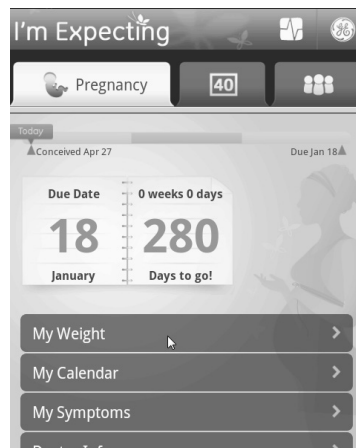 I'm Expecting
Pregnancy
40
Today
Conceived Apr 27
Due Jan 18
Due Date
0 weeks 0 days
18
280
January
Days to go!
My Weight
My Calendar
My Symptoms